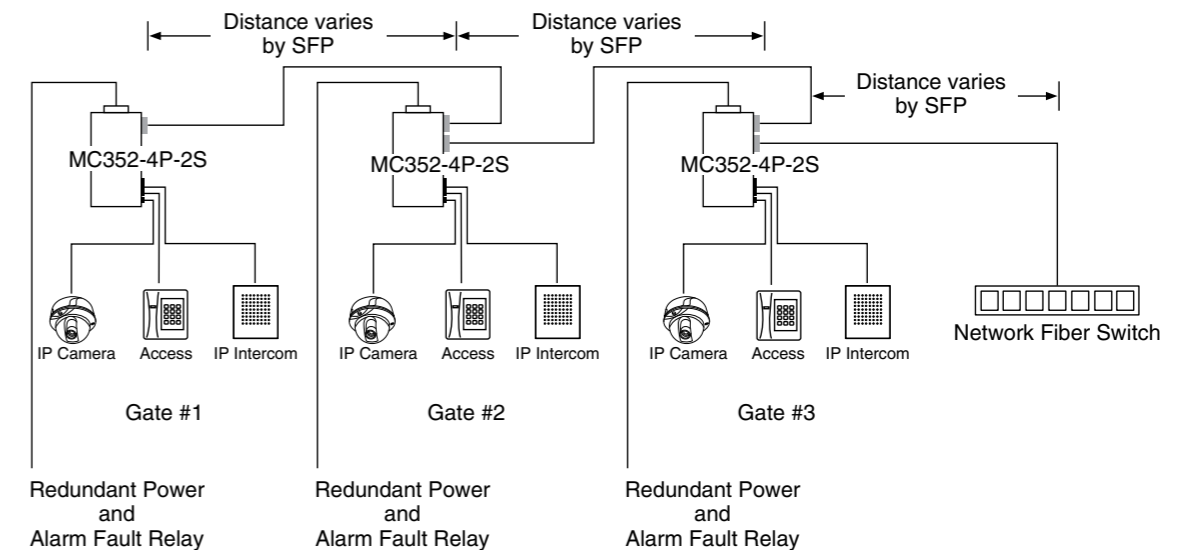 Distance varies
by SFP
Distance varies
by SFP
Distance varies
by SFP
MC352-4P-2S
MC352-4P-2S
MC352-4P-2S
IP Camera
Access
IP Intercom
IP Camera
Access
IP Intercom
IP Camera
Access
IP Intercom
Network Fiber Switch
Gate #1
Gate #2
Gate #3
Redundant Power
and
Alarm Fault Relay
Redundant Power
and
Alarm Fault Relay
Redundant Power
and
Alarm Fault Relay